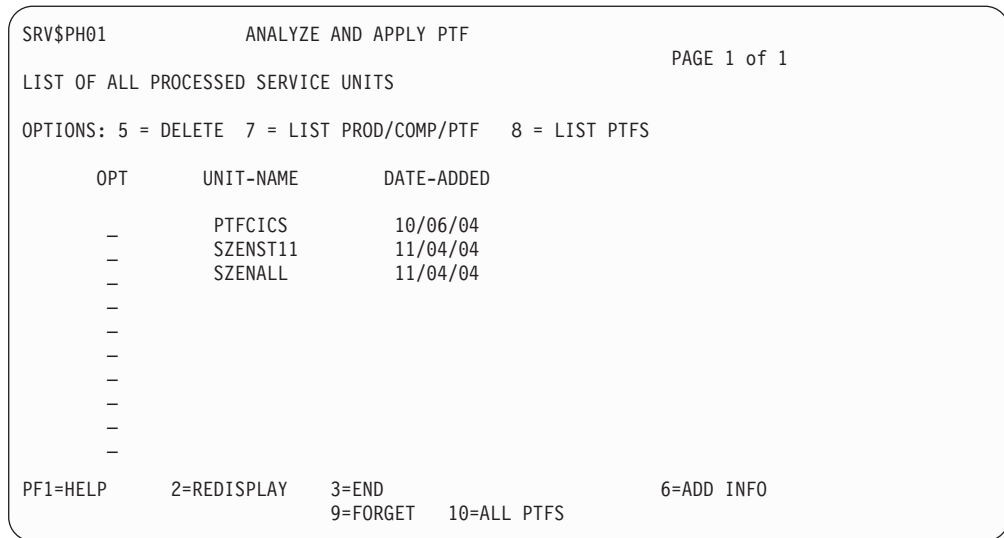 SRV$PH01 ANALYZE AND APPLY PTF
PAGE 1 of 1
LIST OF ALL PROCESSED SERVICE UNITS
OPTIONS: 5 = DELETE 7 = LIST PROD/COMP/PTF 8 = LIST PTFS
OPT UNIT-NAME DATE-ADDED
_ PTFCICS 10/06/04
_ SZENST11 11/04/04
_ SZENALL 11/04/04
_
_
_
_
_
_
_
PF1=HELP 2=REDISPLAY 3=END 6=ADD INFO
9=FORGET 10=ALL PTFS